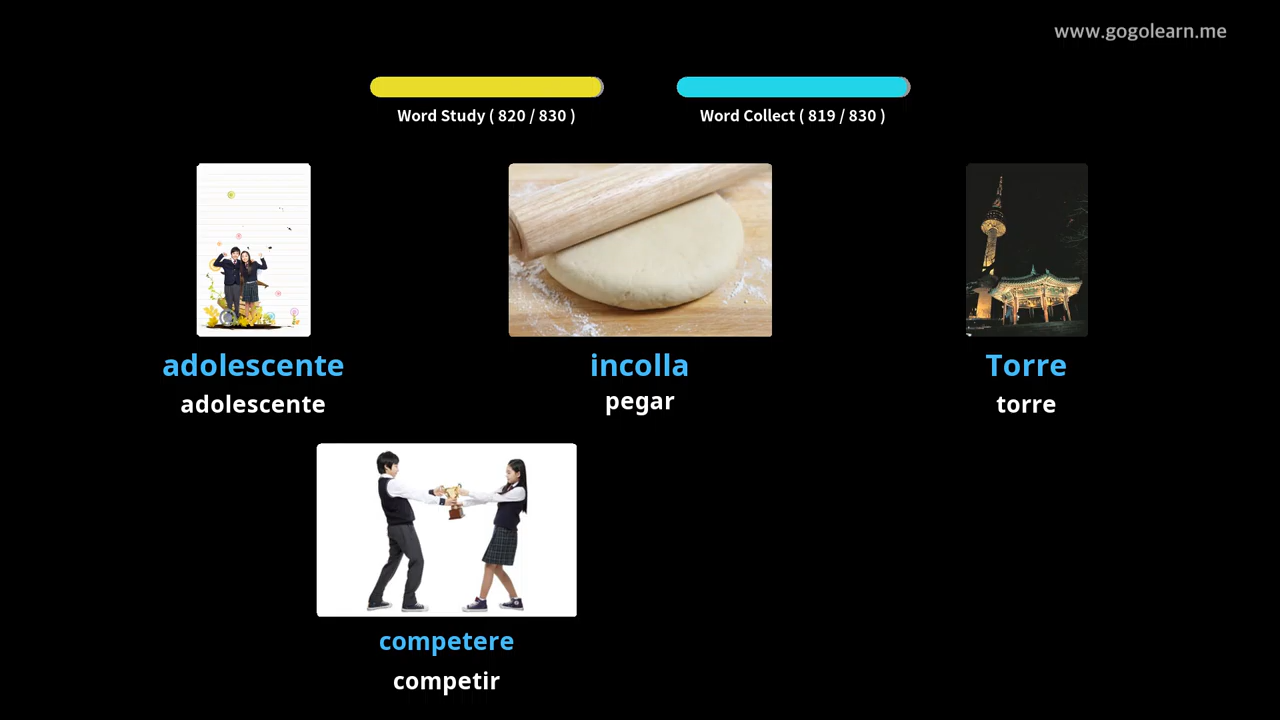 www.gogolearn.me
Word Study ( 820 / 830 )
Word Collect ( 819 / 830 )
adolescente
adolescente
incolla
pegar
Torre
torre
competere
competir